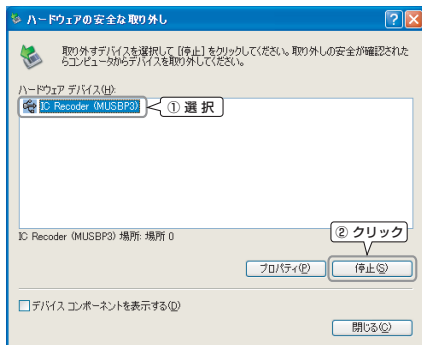 ハードウェアの安全な取り外し
取り外すデバイスを選択して [停止] をクリックしてください。取り外しの安全が確認された
らコンピュータからデバイスを取り外してください。
ハードウェア デバイス(H):
IC Recoder (MUSBP3)
① 選 択
IC Recoder (MUSBP3) 場所: 場所 0
② クリック
プロパティ(P)
停止(S)
デバイス コンポーネントを表示する(D)
閉じる(C)